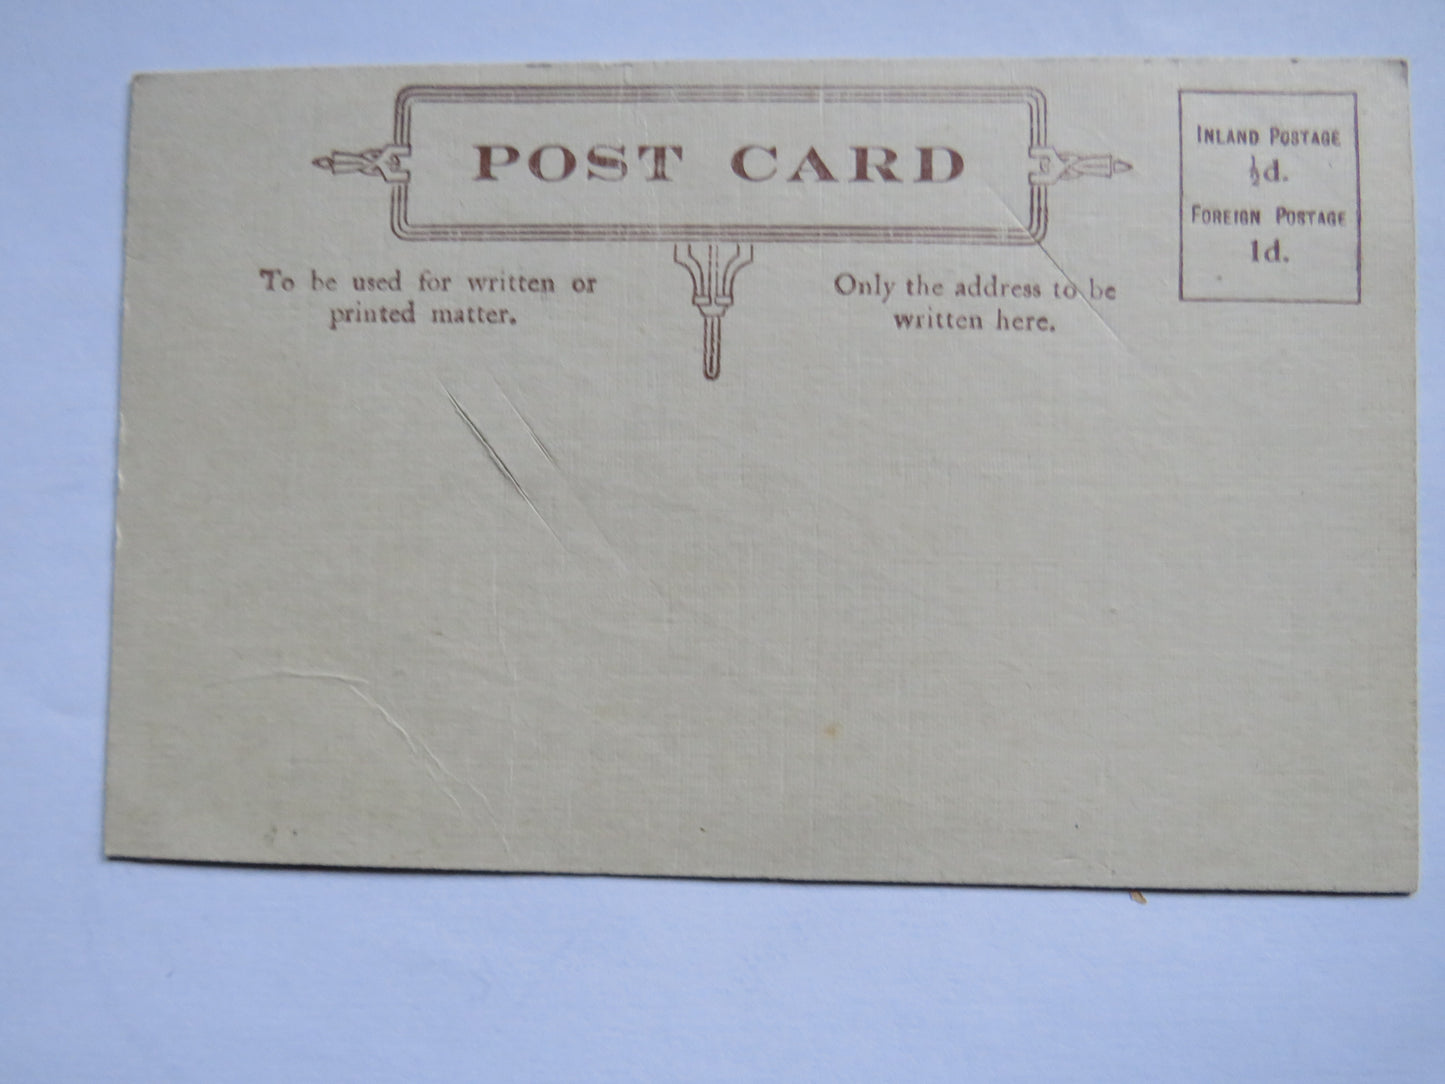 POST CARD
INLAND POSTAGE
½d.
FOREIGN POSTAGE
1d.
To be used for written or
printed matter.
Only the address to be
written here.